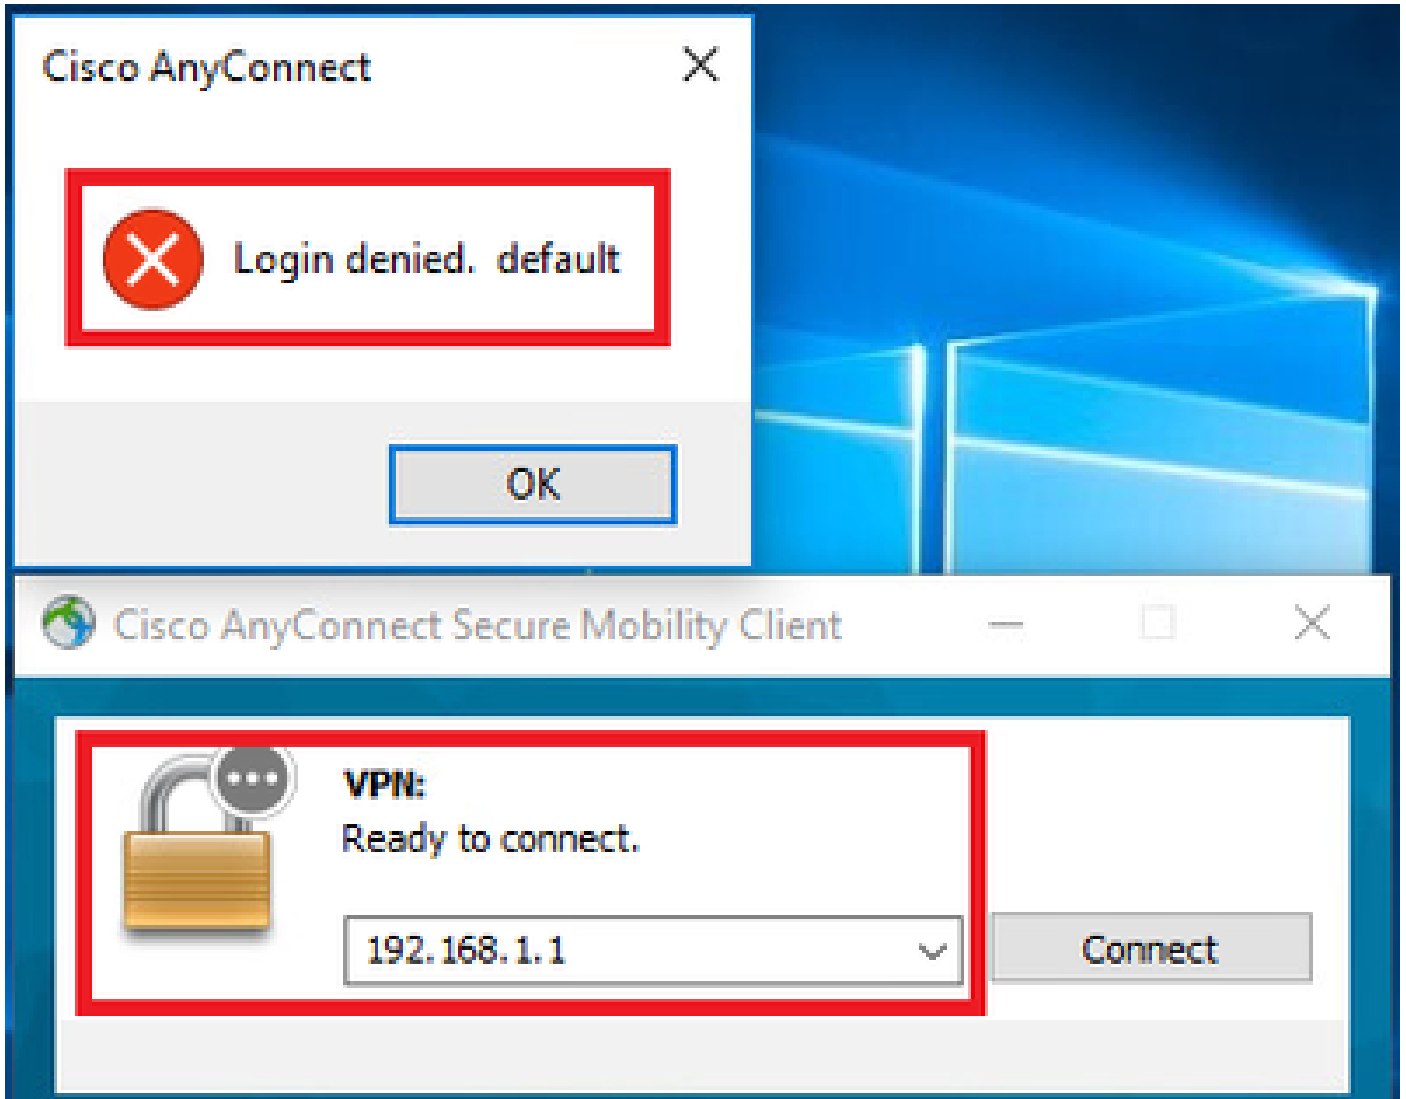 Cisco AnyConnect
Login denied.  default
OK
Cisco AnyConnect Secure Mobility Client
VPN:
Ready to connect.
192.168.1.1
Connect